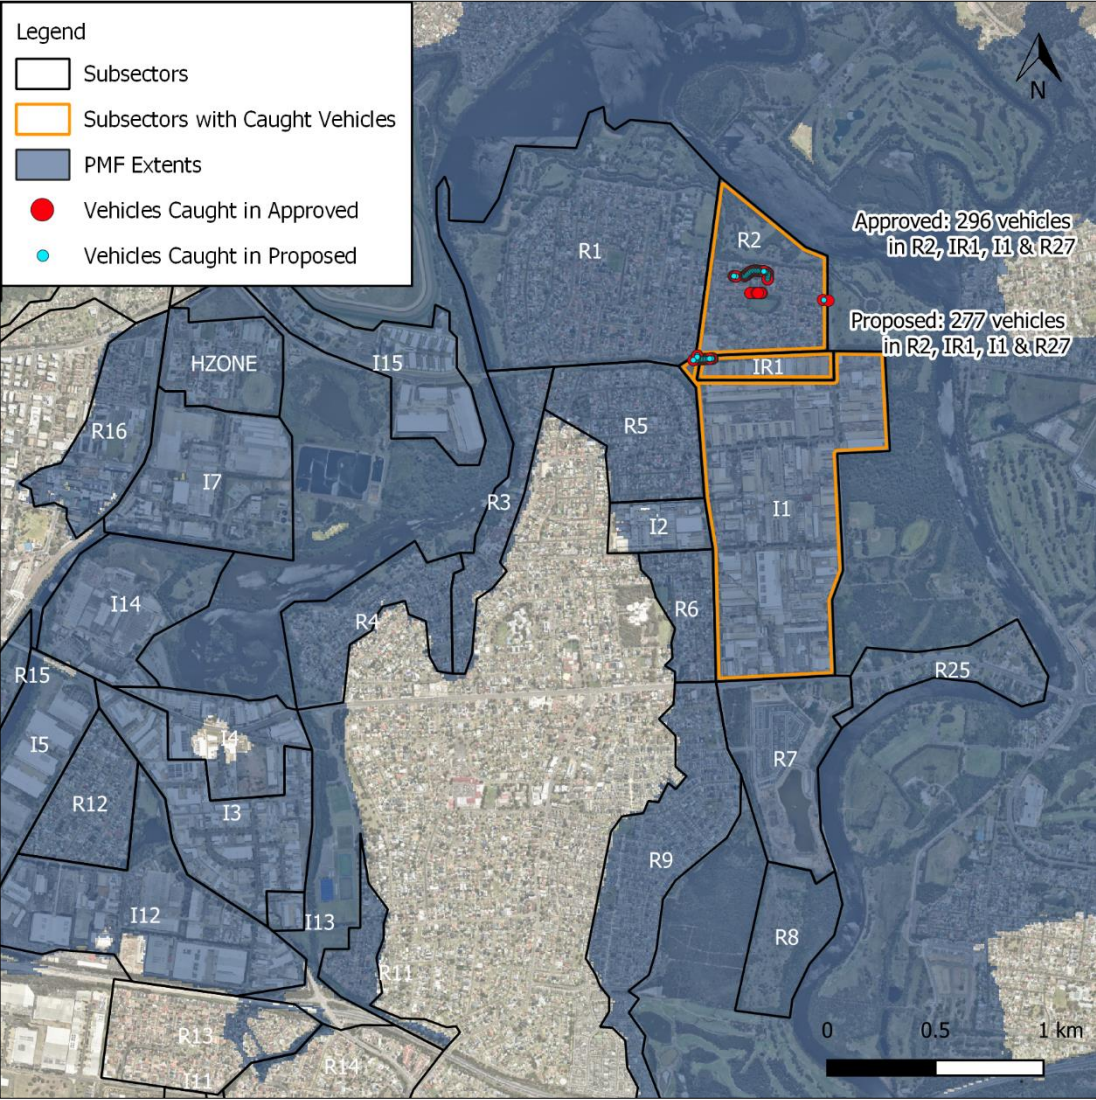 Legend
Subsectors
Subsectors with Caught Vehicles
PMF Extents
Vehicles Caught in Approved
Vehicles Caught in Proposed
N
R1
R2
Approved: 296 vehicles
in R2, IR1, I1 & R27
Proposed: 277 vehicles
in R2, IR1, I1 & R27
HZONE
I15
IR1
R16
R5
I7
R3
I2
I1
I14
R4
R6
R15
R25
I5
I4
R7
R12
I3
R9
I12
I13
R8
R11
R13
R14
I11
0 0.5 1 km